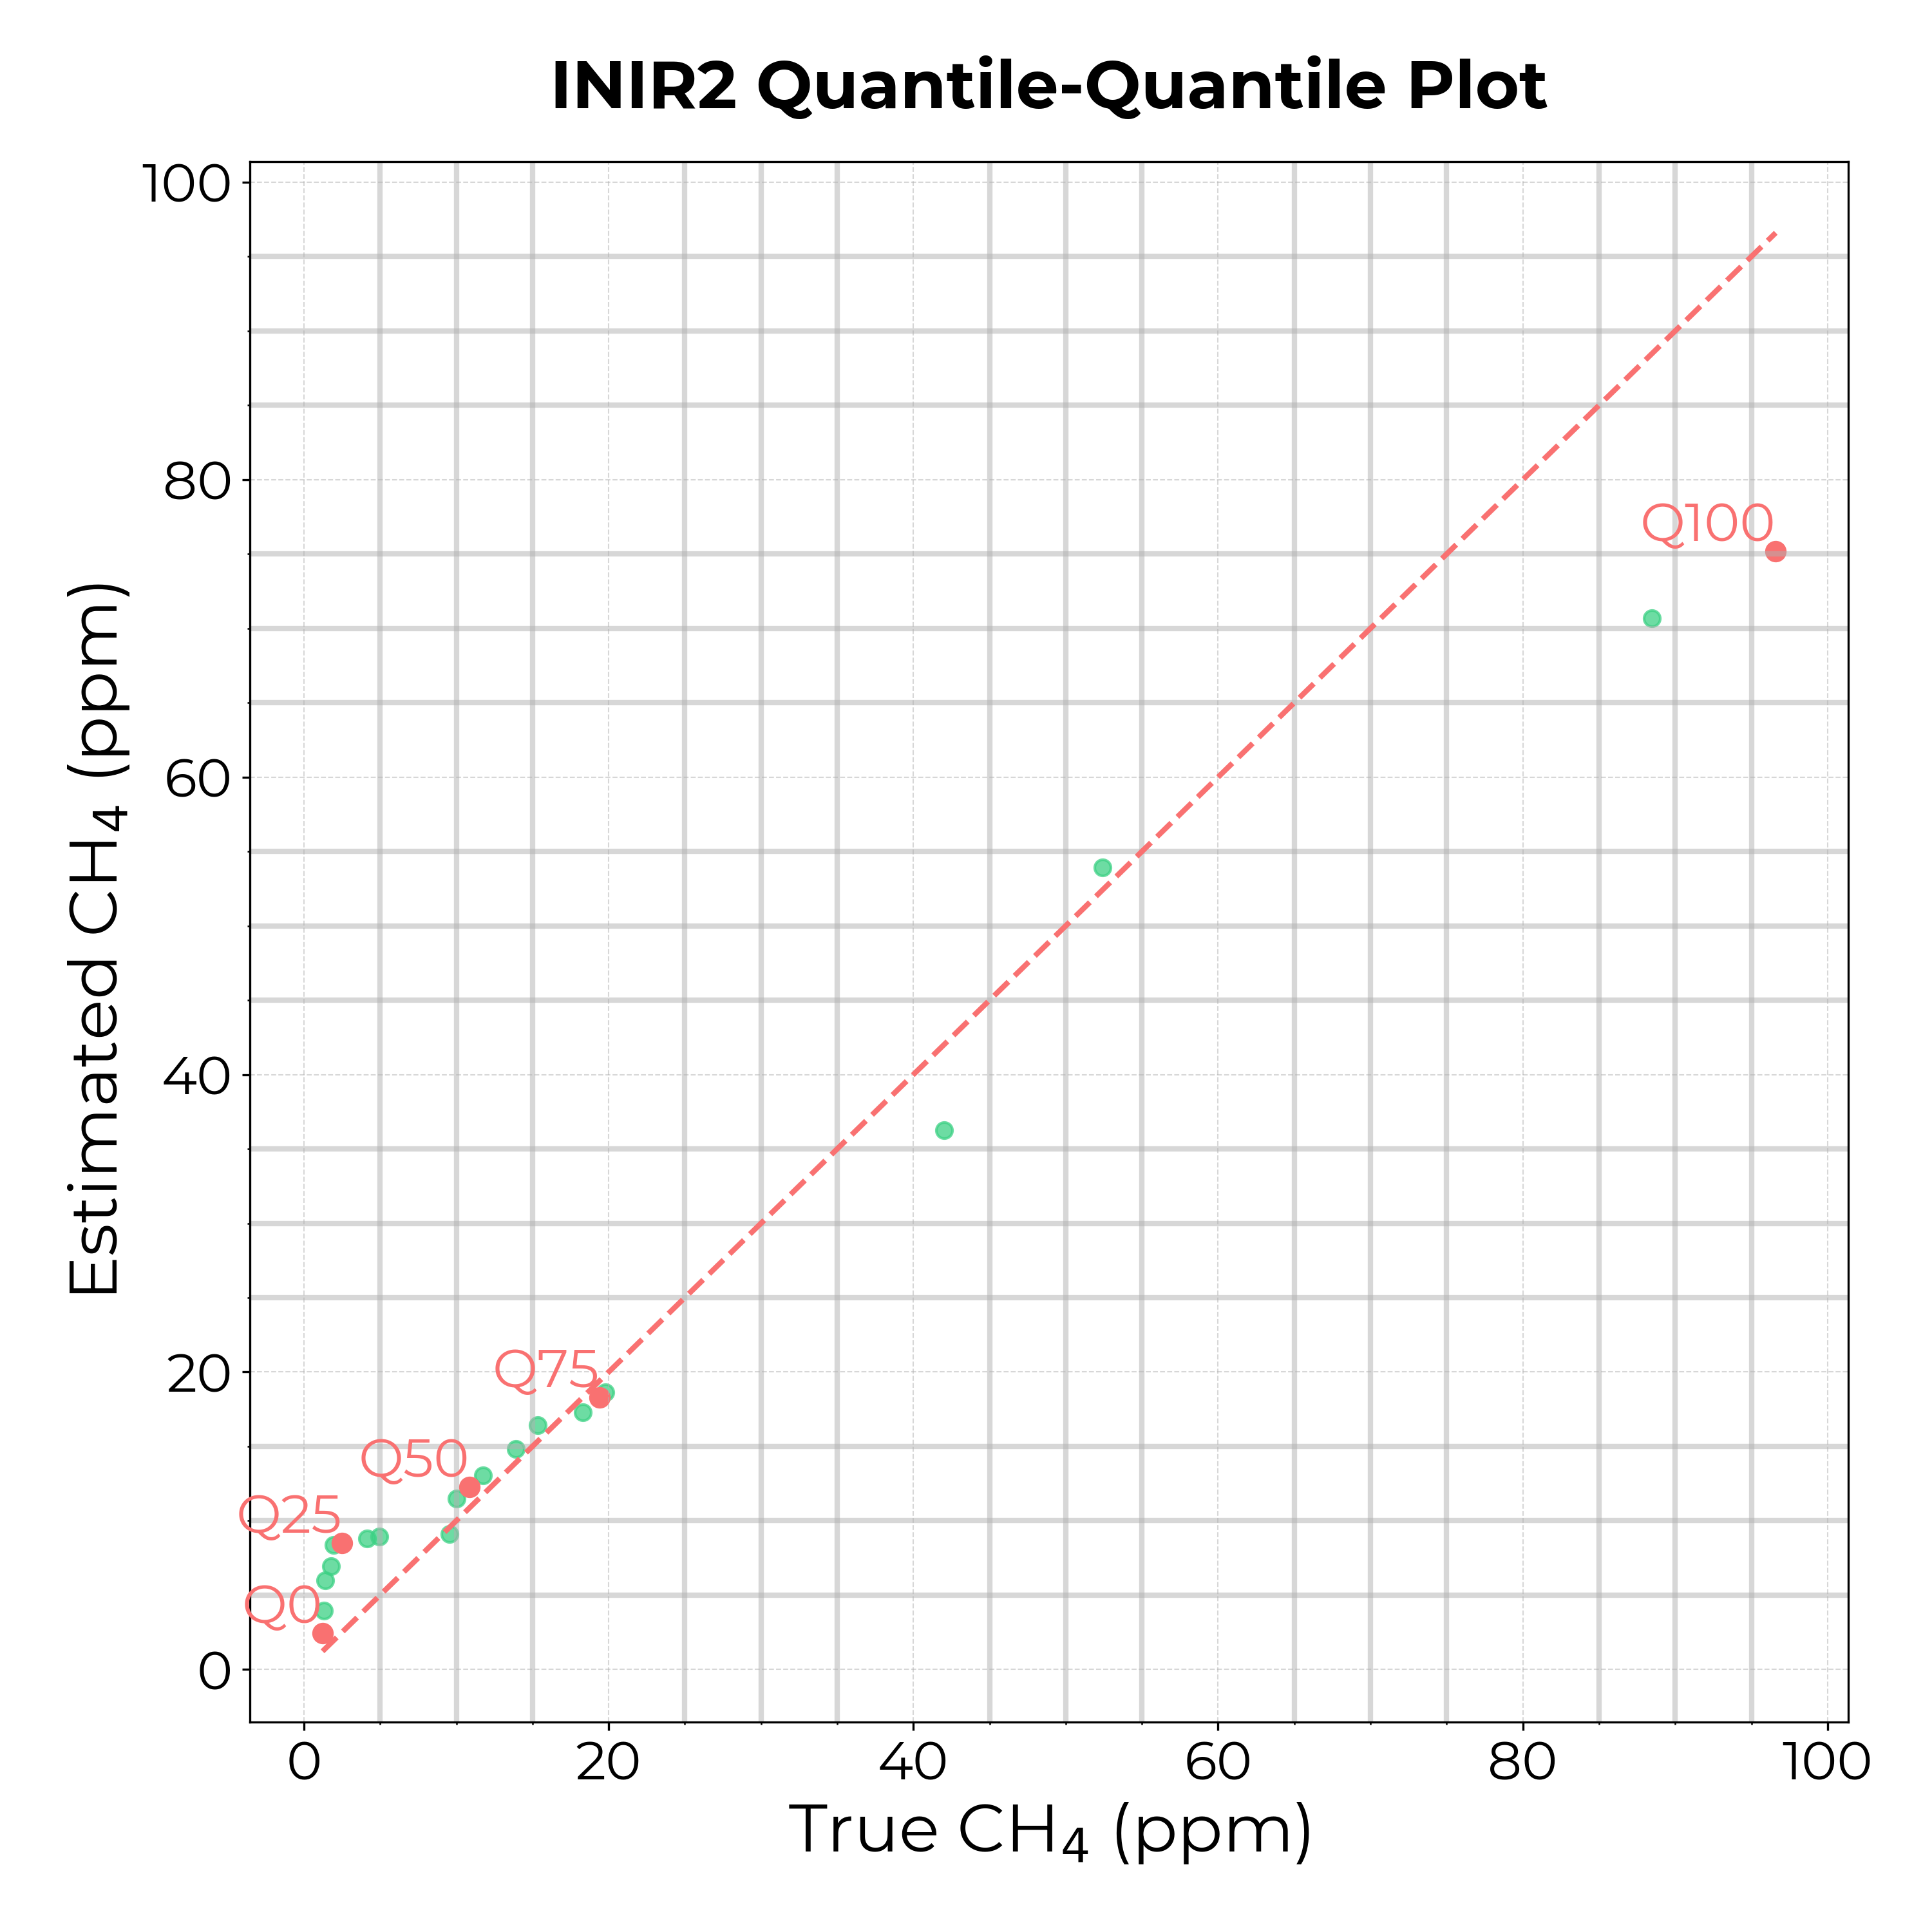 INIR2 Quantile-Quantile Plot
Estimated CH₄ (ppm)
100
80
60
40
20
0
Q100
Q75
Q50
Q25
Q0
0 20 40 60 80 100
True CH₄ (ppm)